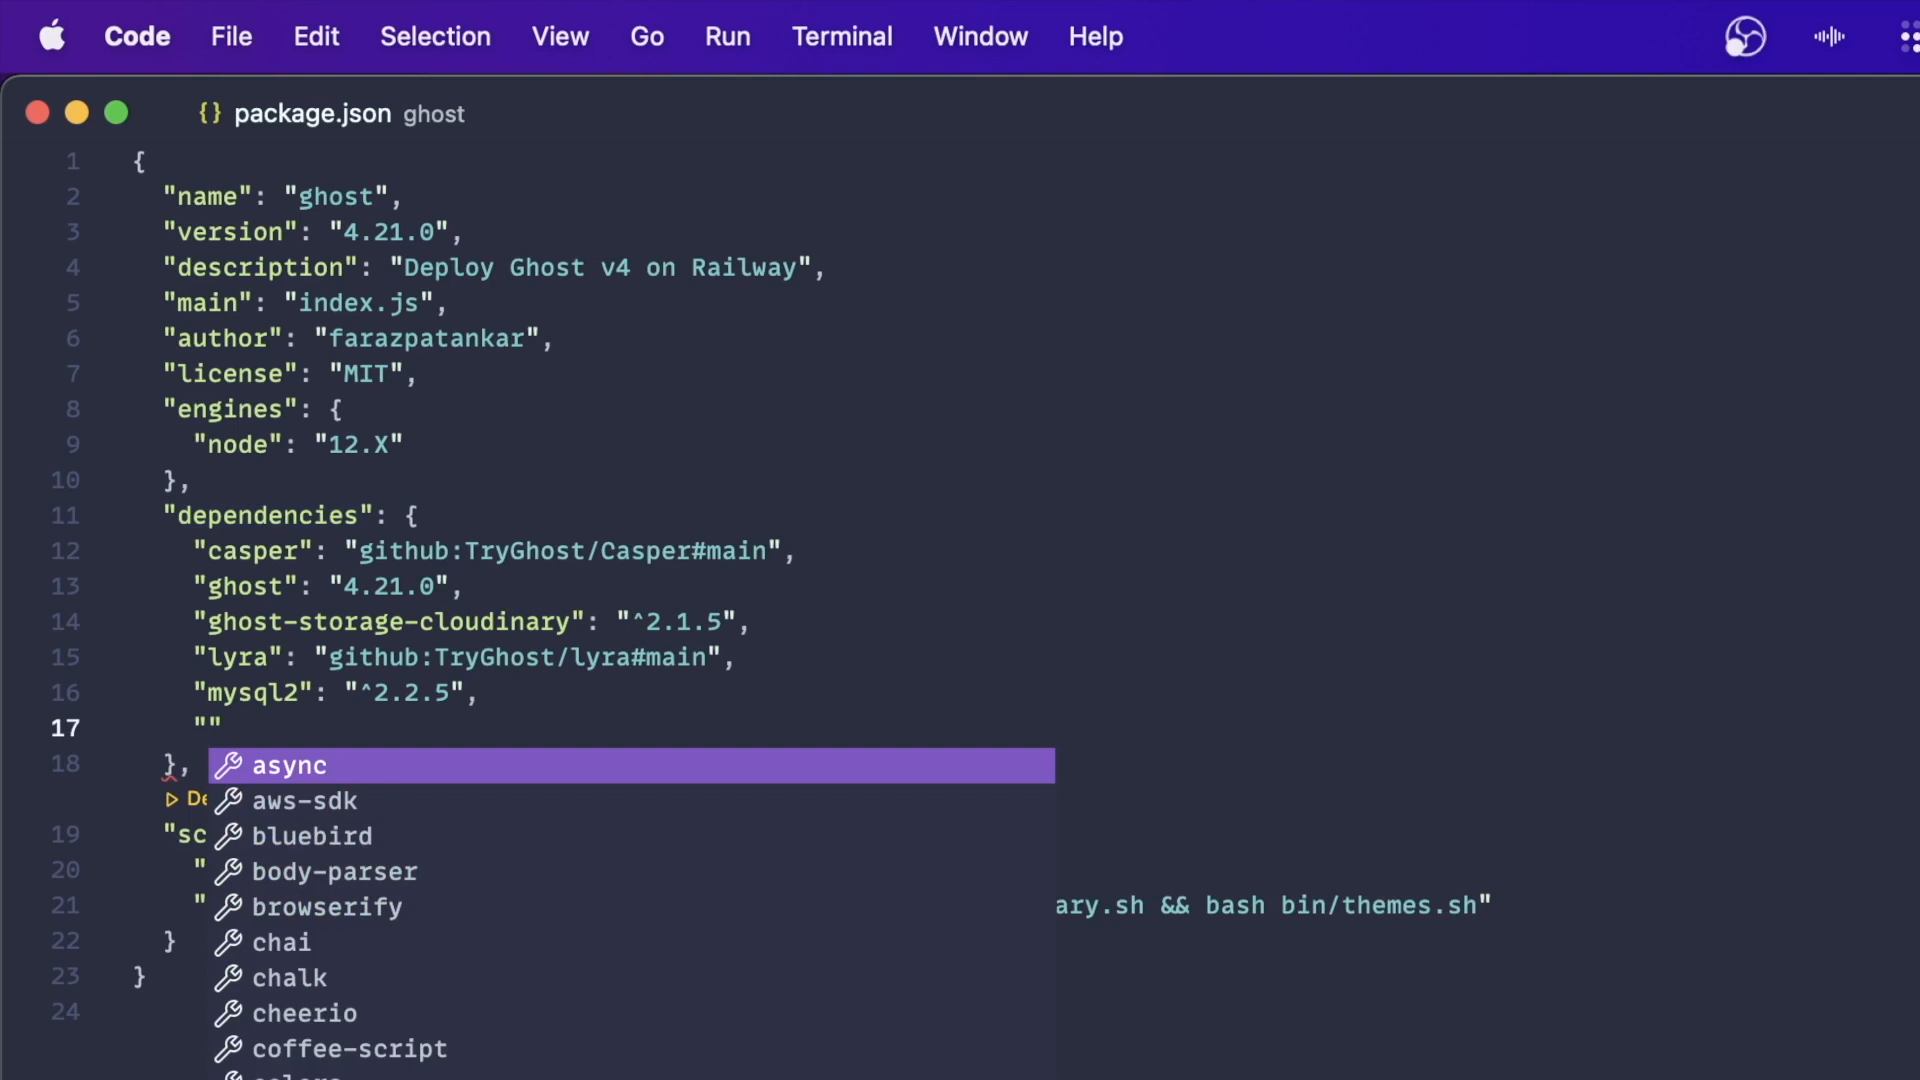 Code File Edit Selection View Go Run Terminal Window Help
{} package.json ghost
1 {
2 "name": "ghost",
3 "version": "4.21.0",
4 "description": "Deploy Ghost v4 on Railway",
5 "main": "index.js",
6 "author": "farazpatankar",
7 "license": "MIT",
8 "engines": {
9 "node": "12.X"
10 },
11 "dependencies": {
12 "casper": "github:TryGhost/Casper#main",
13 "ghost": "4.21.0",
14 "ghost-storage-cloudinary": "^2.1.5",
15 "lyra": "github:TryGhost/lyra#main",
16 "mysql2": "^2.2.5",
17 ""
18 }, async
De aws-sdk
19 "sc bluebird
20 " body-parser
21 " browserify ary.sh && bash bin/themes.sh"
22 } chai
23 } chalk
24 cheerio
coffee-script